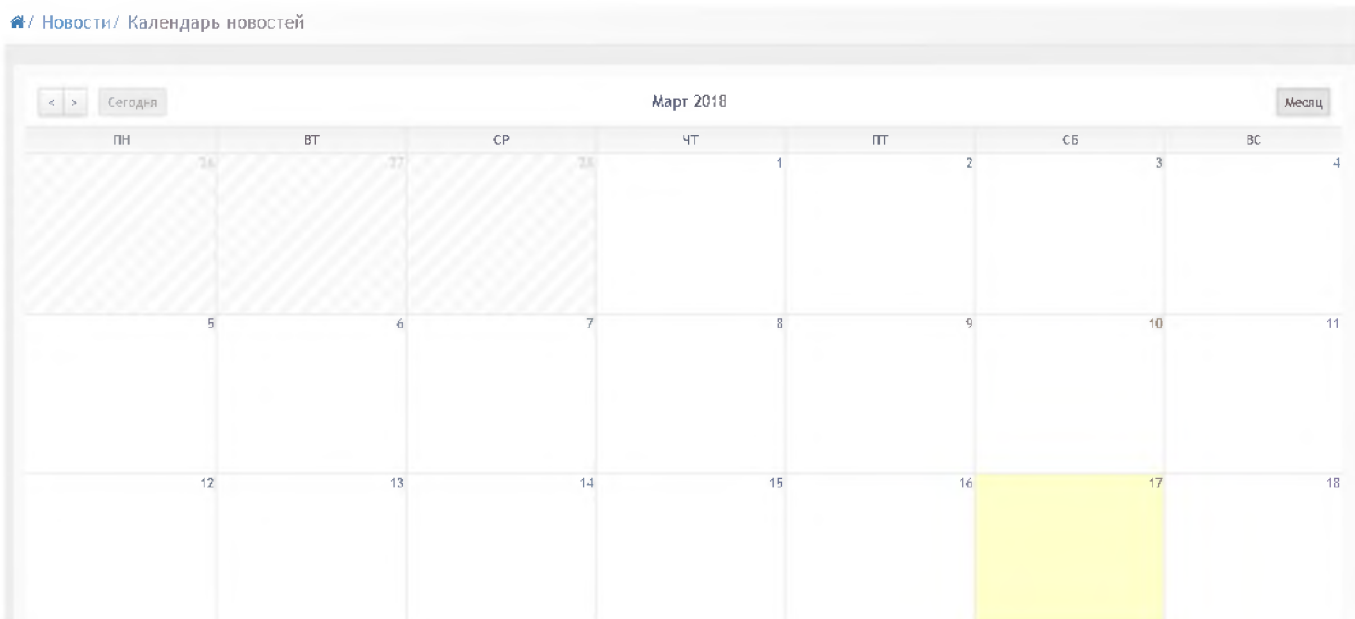 / Новости/ Календарь новостей
< > Сегодня Март 2018 Месяц
ПН ВТ СР ЧТ ПТ СБ ВС
26 27 28 1 2 3 4
5 6 7 8 9 10 11
12 13 14 15 16 17 18